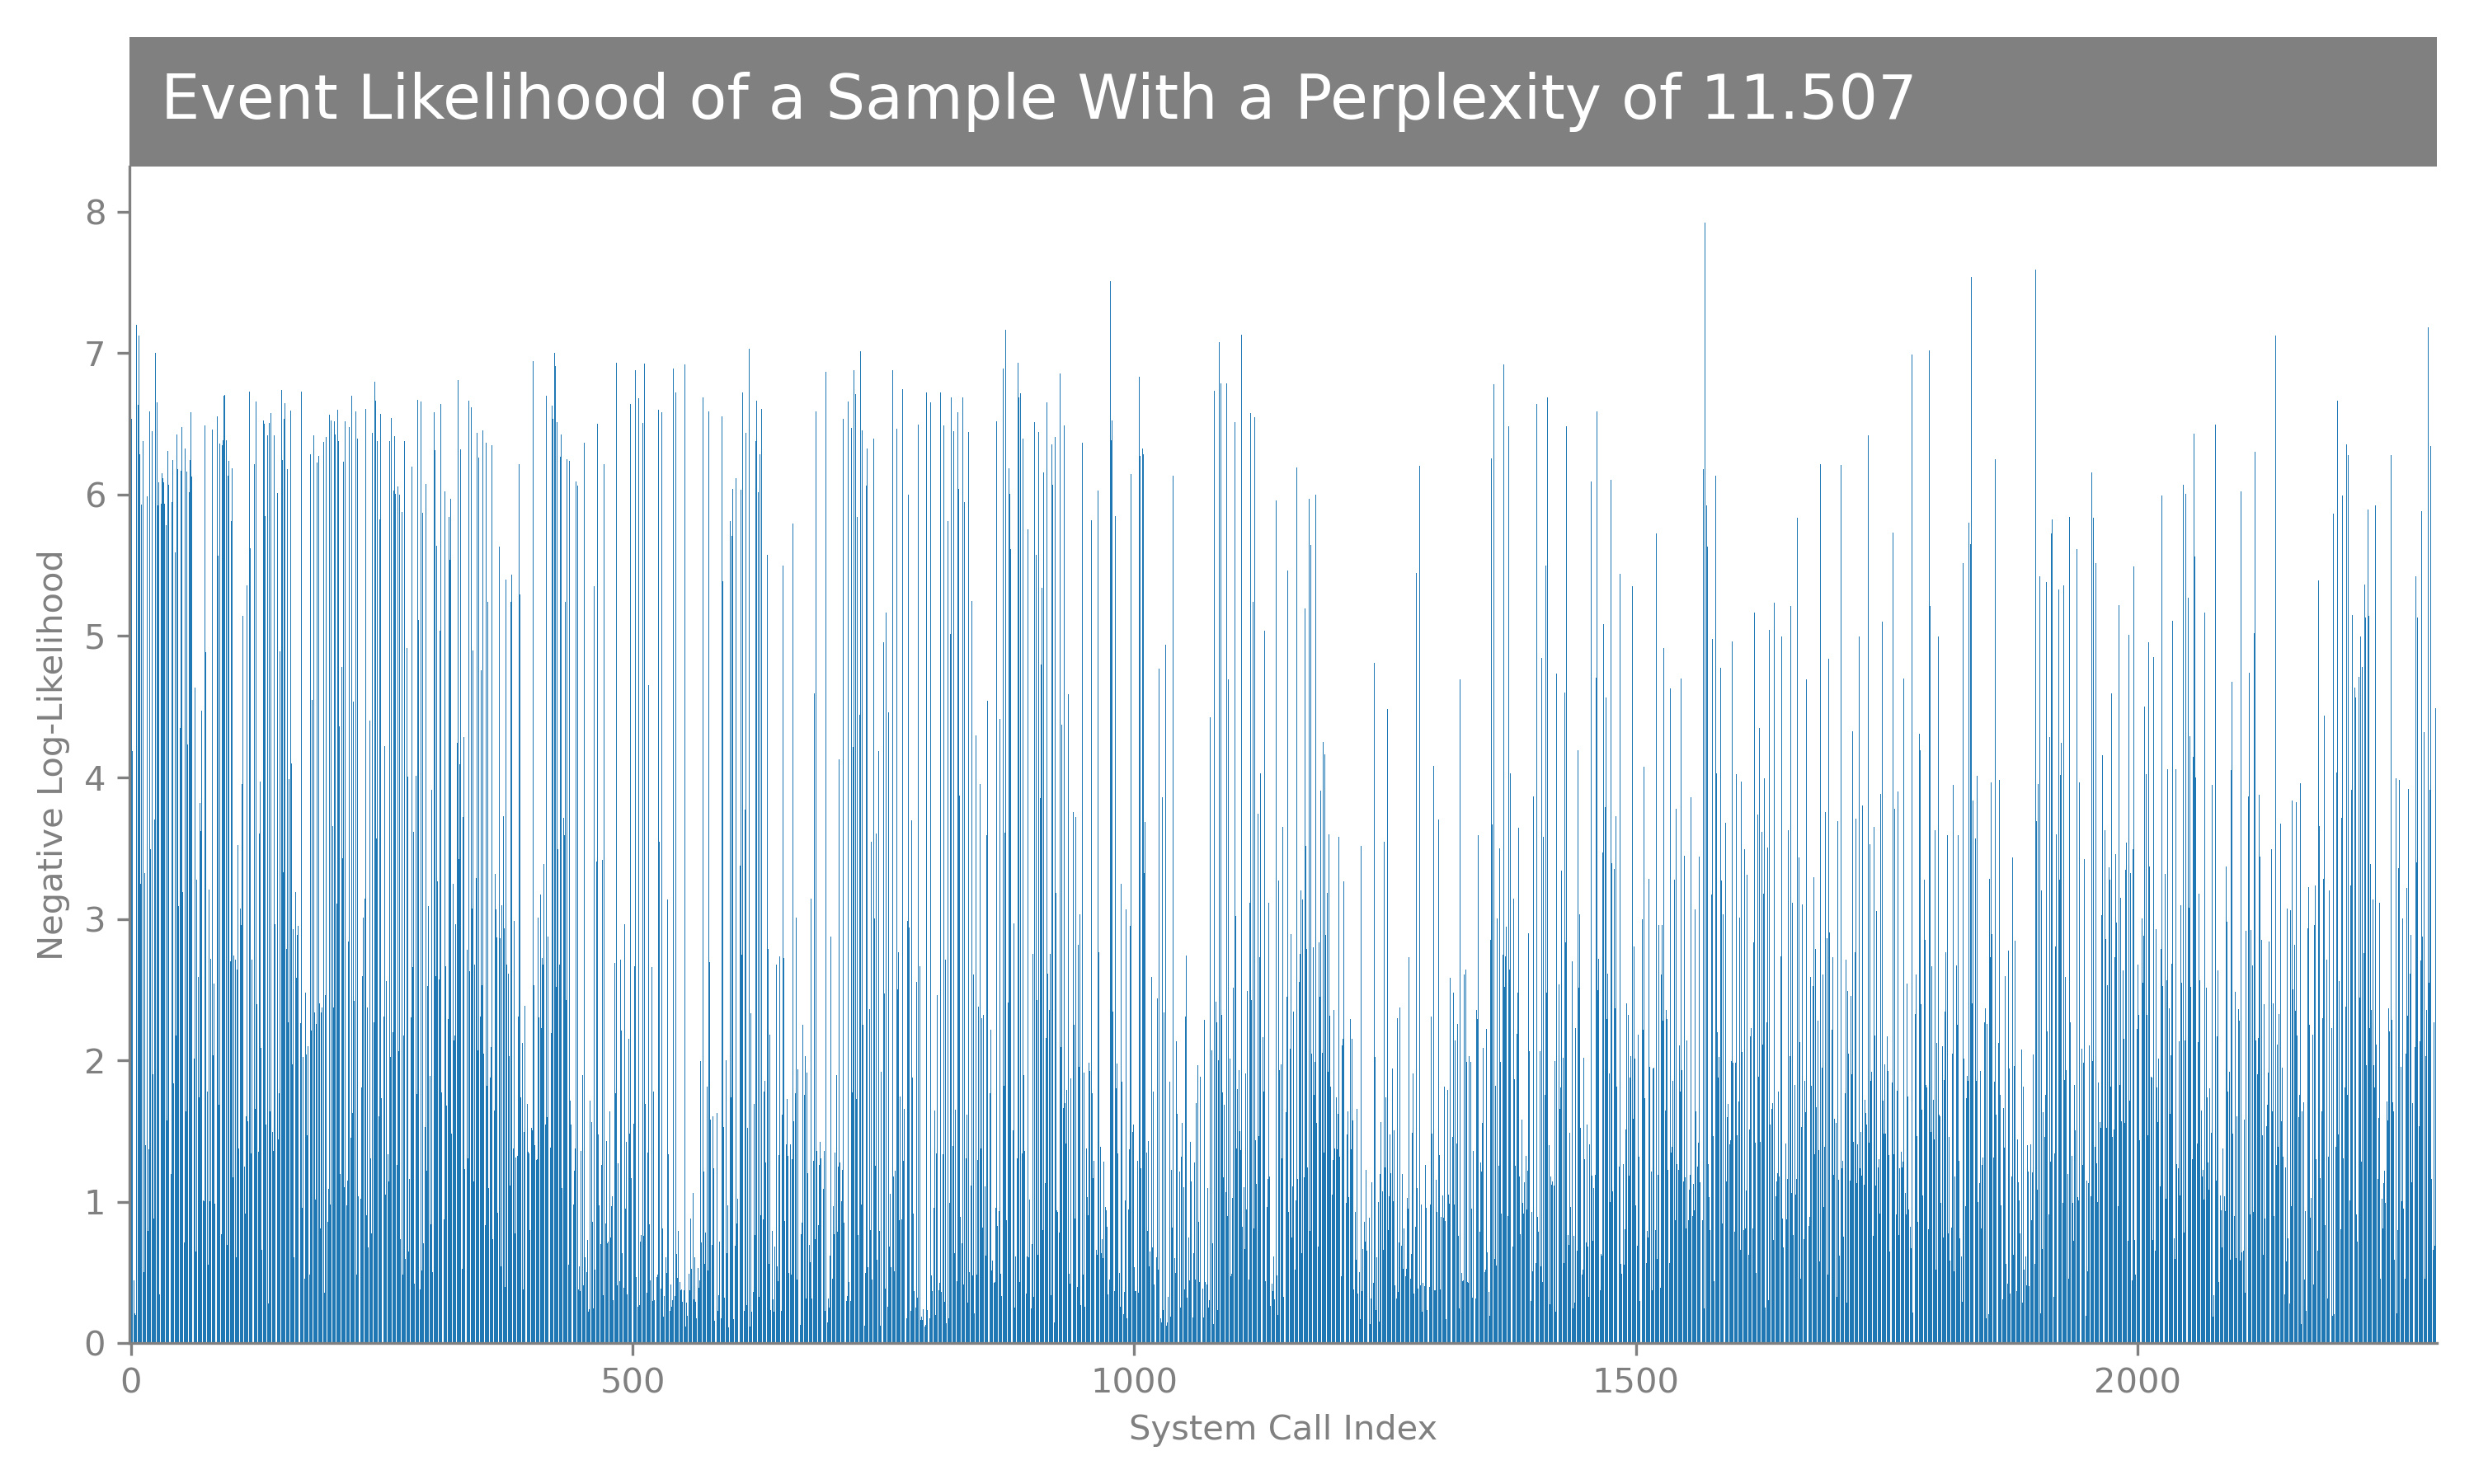 Event Likelihood of a Sample With a Perplexity of 11.507
8
7
6
5
4
3
2
1
0
Negative Log-Likelihood
0 500 1000 1500 2000
System Call Index